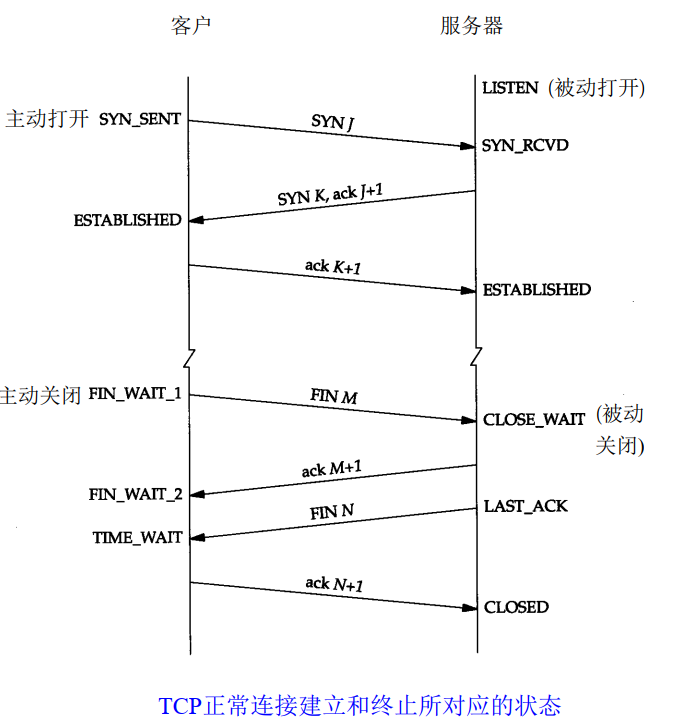 客户 服务器
LISTEN (被动打开)
主动打开 SYN_SENT
SYN J
SYN_RCVD
SYN K, ack J+1
ESTABLISHED
ack K+1
ESTABLISHED
主动关闭 FIN_WAIT_1
FIN M
CLOSE_WAIT (被动
关闭)
ack M+1
FIN_WAIT_2
LAST_ACK
FIN N
TIME_WAIT
ack N+1
CLOSED
TCP正常连接建立和终止所对应的状态